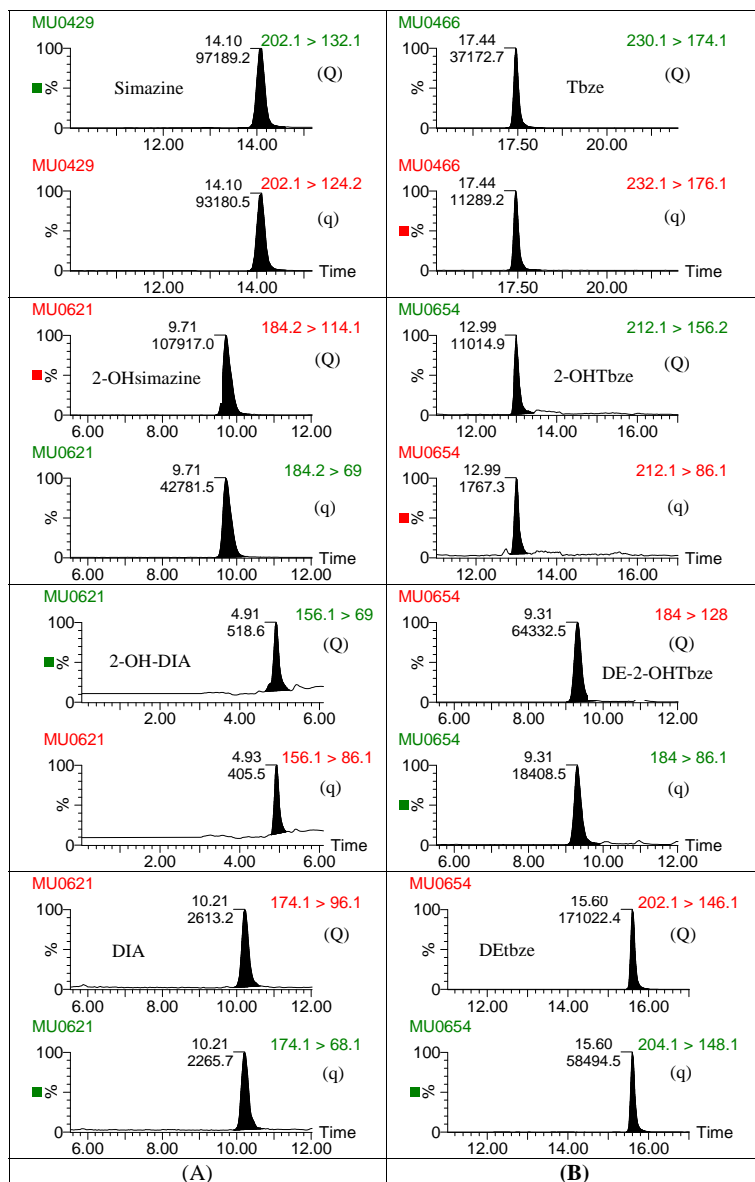 MU0429
14.10
97189.2
202.1 > 132.1
(Q)
Simazine
100
%
0
12.00 14.00
MU0429
14.10
93180.5
202.1 > 124.2
(q)
100
%
0
Time
12.00 14.00
MU0466
17.44
37172.7
230.1 > 174.1
(Q)
Tbze
100
%
0
17.50 20.00
MU0466
17.44
11289.2
232.1 > 176.1
(q)
100
%
0
Time
17.50 20.00
MU0621
9.71
107917.0
184.2 > 114.1
(Q)
2-OHsimazine
100
%
0
6.00 8.00 10.00 12.00
MU0621
9.71
42781.5
184.2 > 69
(q)
100
%
0
Time
6.00 8.00 10.00 12.00
MU0654
12.99
11014.9
212.1 > 156.2
(Q)
2-OHTbze
100
%
0
12.00 14.00 16.00
MU0654
12.99
1767.3
212.1 > 86.1
(q)
100
%
0
Time
12.00 14.00 16.00
MU0621
4.91
518.6
156.1 > 69
(Q)
2-OH-DIA
100
%
0
2.00 4.00 6.00
MU0621
4.93
405.5
156.1 > 86.1
(q)
100
%
0
Time
2.00 4.00 6.00
MU0654
9.31
64332.5
184 > 128
(Q)
DE-2-OHTbze
100
%
0
6.00 8.00 10.00 12.00
MU0654
9.31
18408.5
184 > 86.1
(q)
100
%
0
Time
6.00 8.00 10.00 12.00
MU0621
10.21
2613.2
174.1 > 96.1
(Q)
DIA
100
%
0
6.00 8.00 10.00 12.00
MU0621
10.21
2265.7
174.1 > 68.1
(q)
100
%
0
Time
6.00 8.00 10.00 12.00
MU0654
15.60
171022.4
202.1 > 146.1
(Q)
DEtbze
100
%
0
12.00 14.00 16.00
MU0654
15.60
58494.5
204.1 > 148.1
(q)
100
%
0
Time
12.00 14.00 16.00
(A)
(B)